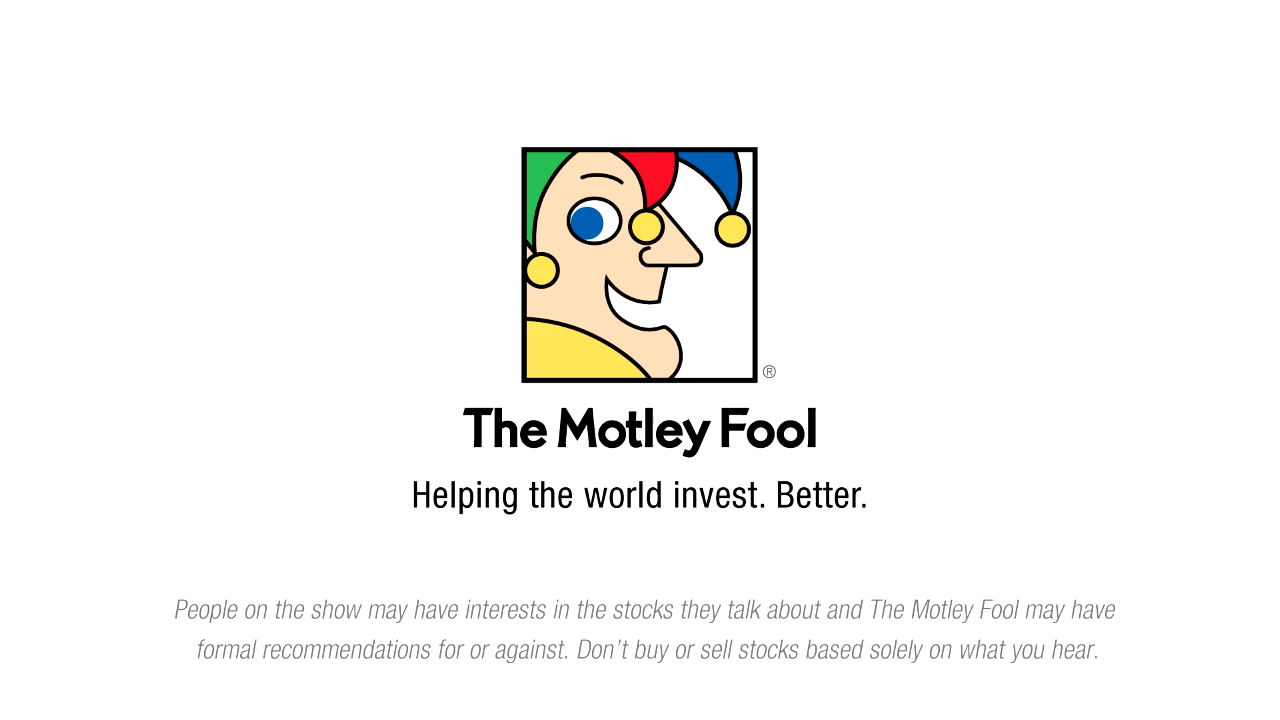 ®
The Motley Fool
Helping the world invest. Better.
People on the show may have interests in the stocks they talk about and The Motley Fool may have
formal recommendations for or against. Don’t buy or sell stocks based solely on what you hear.